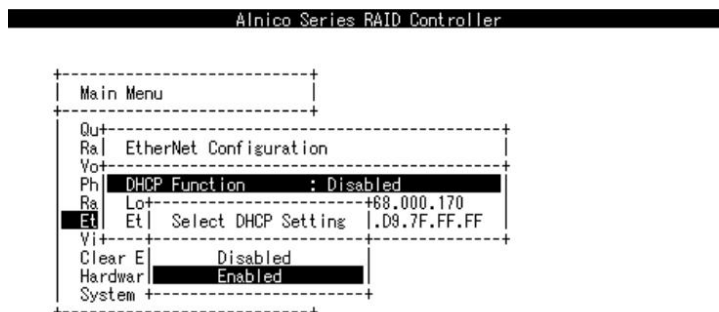 Alnico Series RAID Controller
Main Menu
Qu
Ra EtherNet Configuration
Vo
Ph DHCP Function : Disabled
Ra Lo 68.000.170
Et Et Select DHCP Setting .D9.7F.FF.FF
Vi
Clear E Disabled
Hardwar Enabled
System